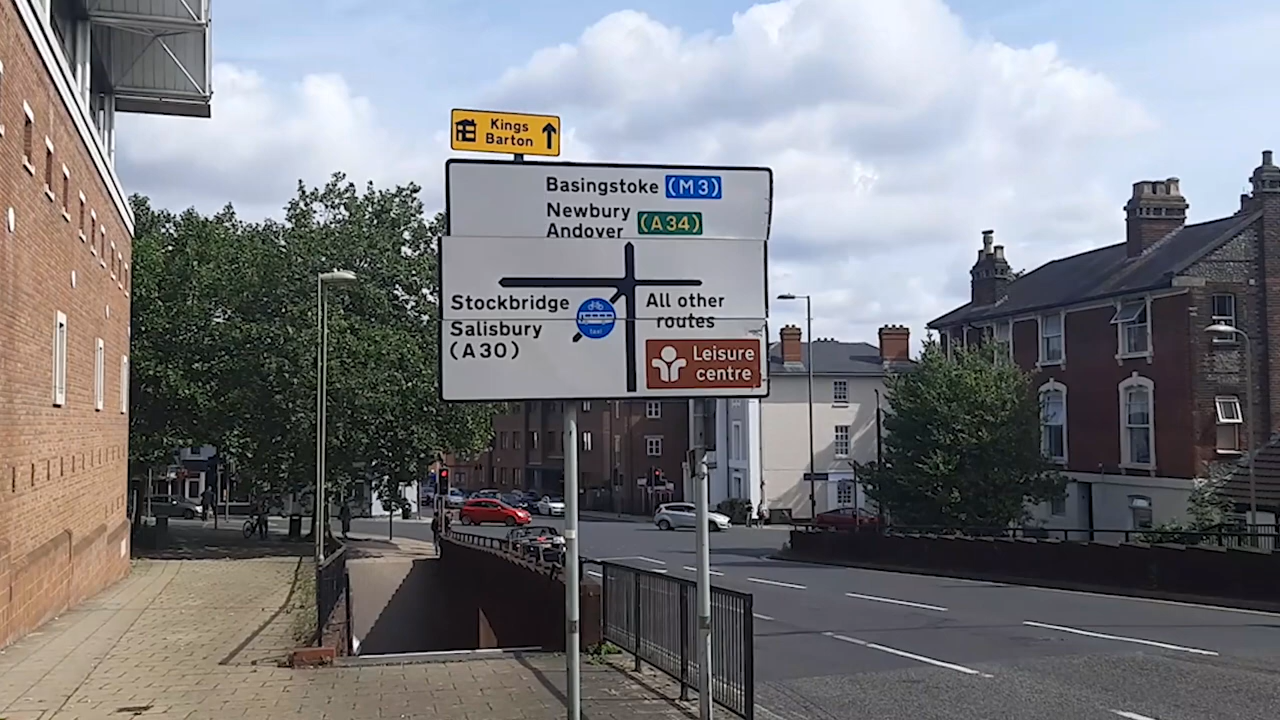 Kings
Barton
Basingstoke (M3)
Newbury (A34)
Andover
Stockbridge
Salisbury
(A30)
taxi
All other
routes
Leisure
centre